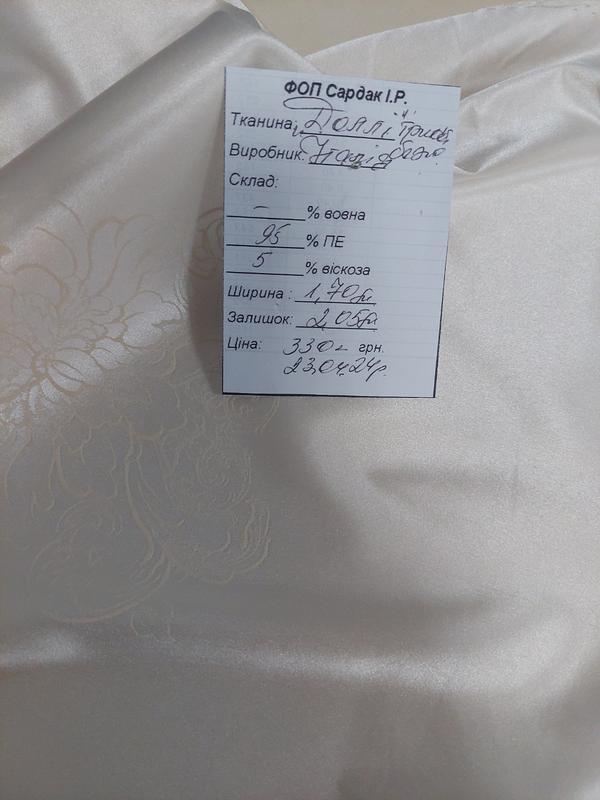 ФОП Сардак І.Р.
Тканина:
Виробник:
Склад:
– % вовна
95 % ПЕ
5 % віскоза
Ширина : 1,70
Залишок: 2,05
Ціна: 330 грн.
23,04,24р.